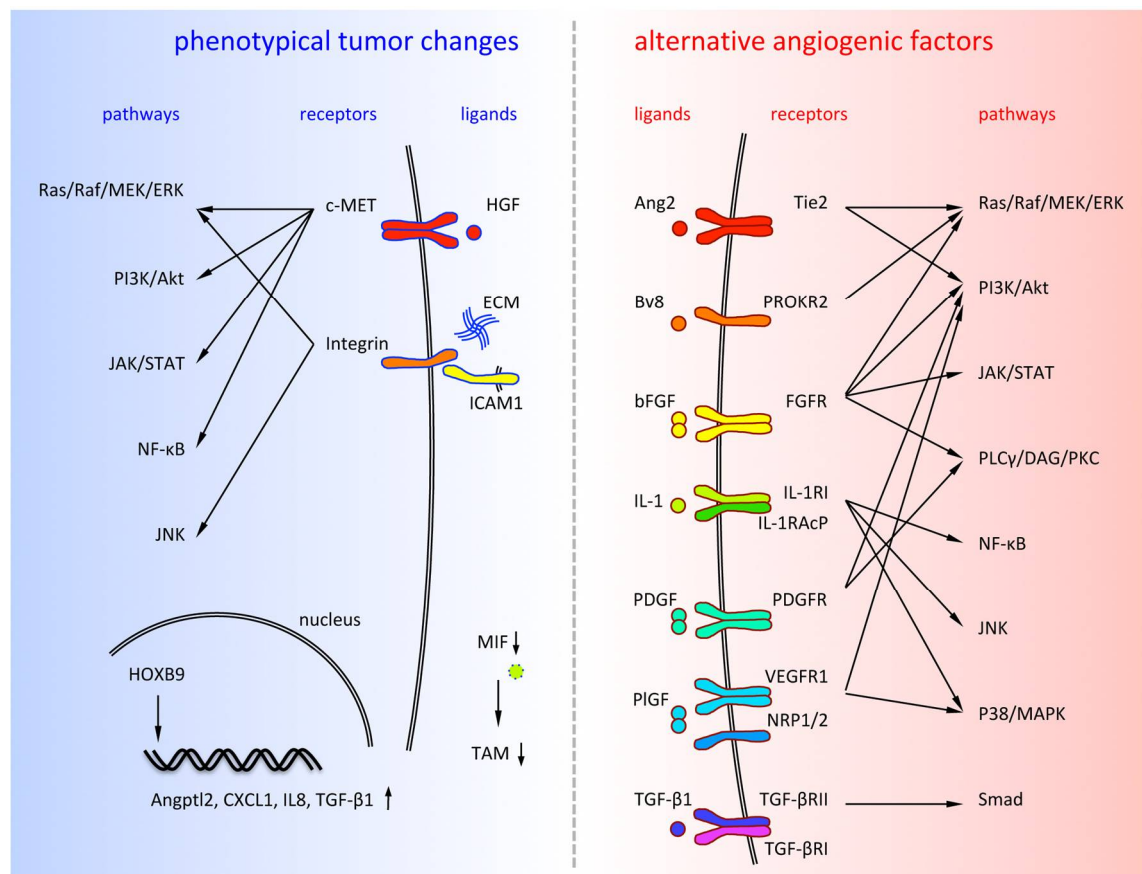 phenotypical tumor changes
pathways
receptors
ligands
Ras/Raf/MEK/ERK
c-MET
HGF
PI3K/Akt
ECM
Integrin
JAK/STAT
ICAM1
NF-κB
JNK
nucleus
MIF
HOXB9
TAM
Angptl2, CXCL1, IL8, TGF-β1
alternative angiogenic factors
ligands
receptors
pathways
Ang2
Tie2
Ras/Raf/MEK/ERK
Bv8
PROKR2
PI3K/Akt
JAK/STAT
bFGF
FGFR
PLCγ/DAG/PKC
IL-1
IL-1RI
IL-1RAcP
NF-κB
PDGF
PDGFR
JNK
PlGF
VEGFR1
NRP1/2
P38/MAPK
TGF-β1
TGF-βRII
Smad
TGF-βRI